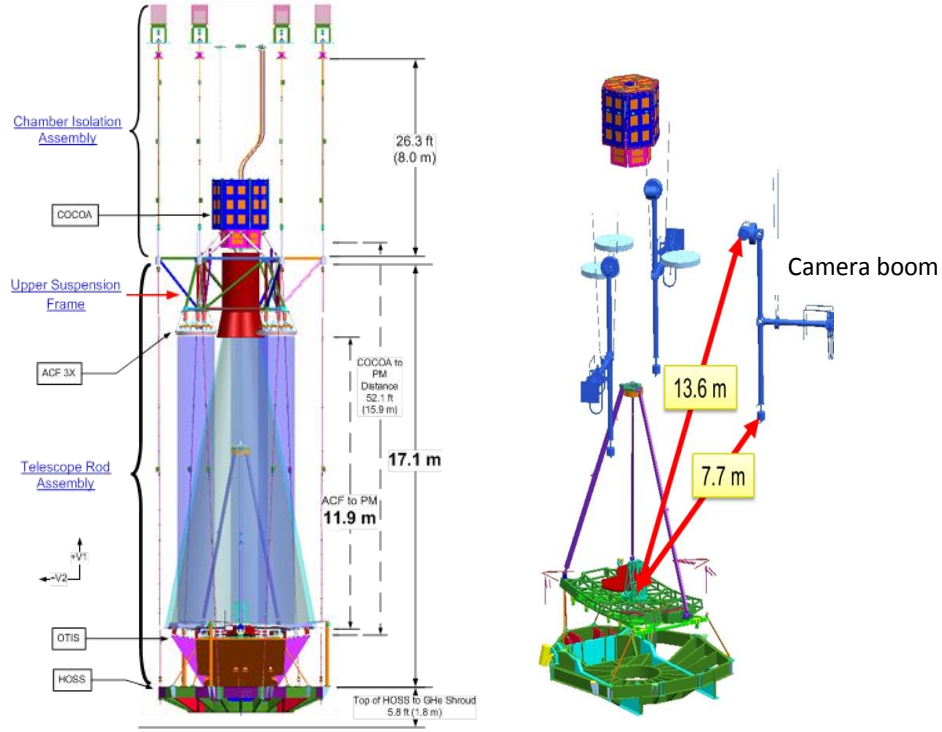 Chamber Isolation
Assembly
COCOA
Upper Suspension
Frame
ACF 3X
Telescope Rod
Assembly
+V1
+V2
OTIS
HOSS
26.3 ft
(8.0 m)
COCOA to
PM
Distance
52.1 ft
(15.9 m)
17.1 m
ACF to PM
11.9 m
Top of HOSS to GHe Shroud
5.8 ft (1.8 m)
Camera boom
13.6 m
7.7 m